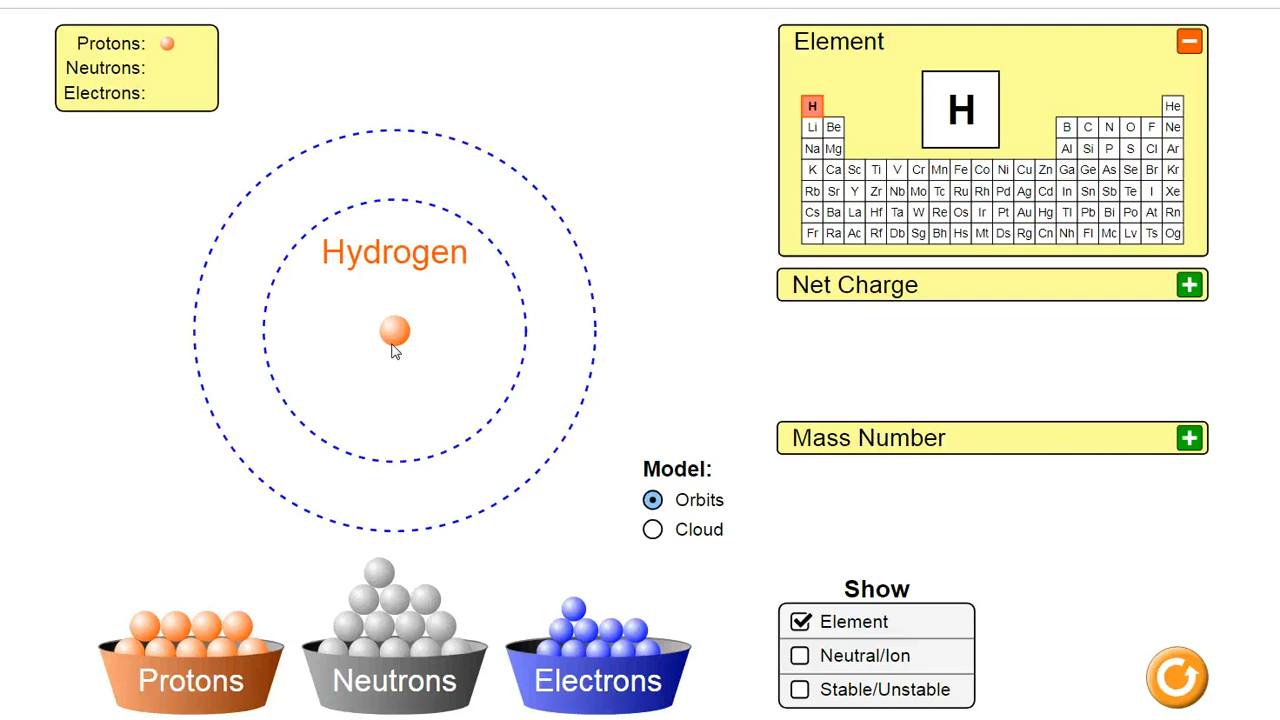 Protons:
Neutrons:
Electrons:
Hydrogen
Protons
Neutrons
Electrons
Model:
Orbits
Cloud
Element
H
H He
Li Be B C N O F Ne
Na Mg Al Si P S Cl Ar
K Ca Sc Ti V Cr Mn Fe Co Ni Cu Zn Ga Ge As Se Br Kr
Rb Sr Y Zr Nb Mo Tc Ru Rh Pd Ag Cd In Sn Sb Te I Xe
Cs Ba La Hf Ta W Re Os Ir Pt Au Hg Tl Pb Bi Po At Rn
Fr Ra Ac Rf Db Sg Bh Hs Mt Ds Rg Cn Nh Fl Mc Lv Ts Og
Net Charge
Mass Number
Show
Element
Neutral/Ion
Stable/Unstable